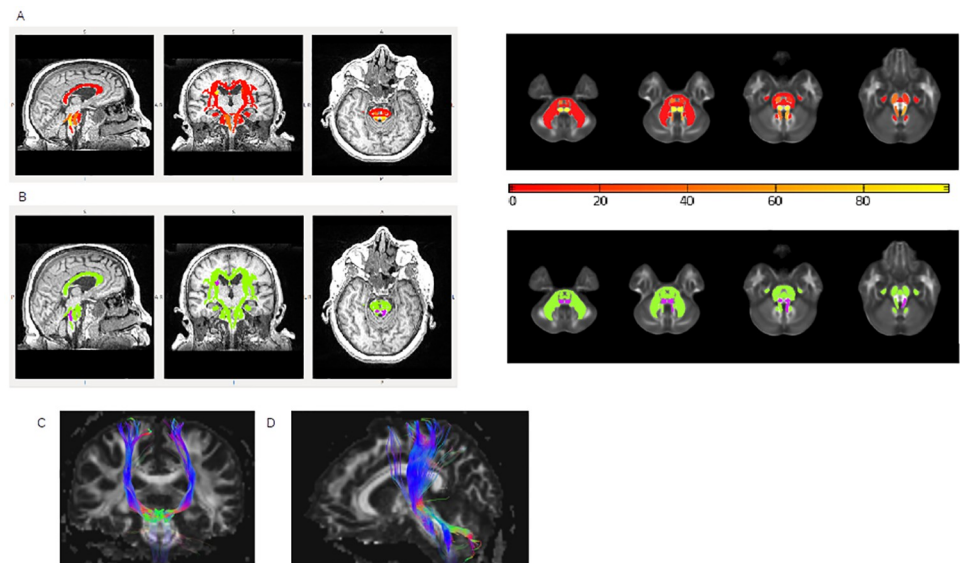 A
S S A
P A R L R L
I I P
0 20 40 60 80
B
S S A
P A R L R L
I I P
C D